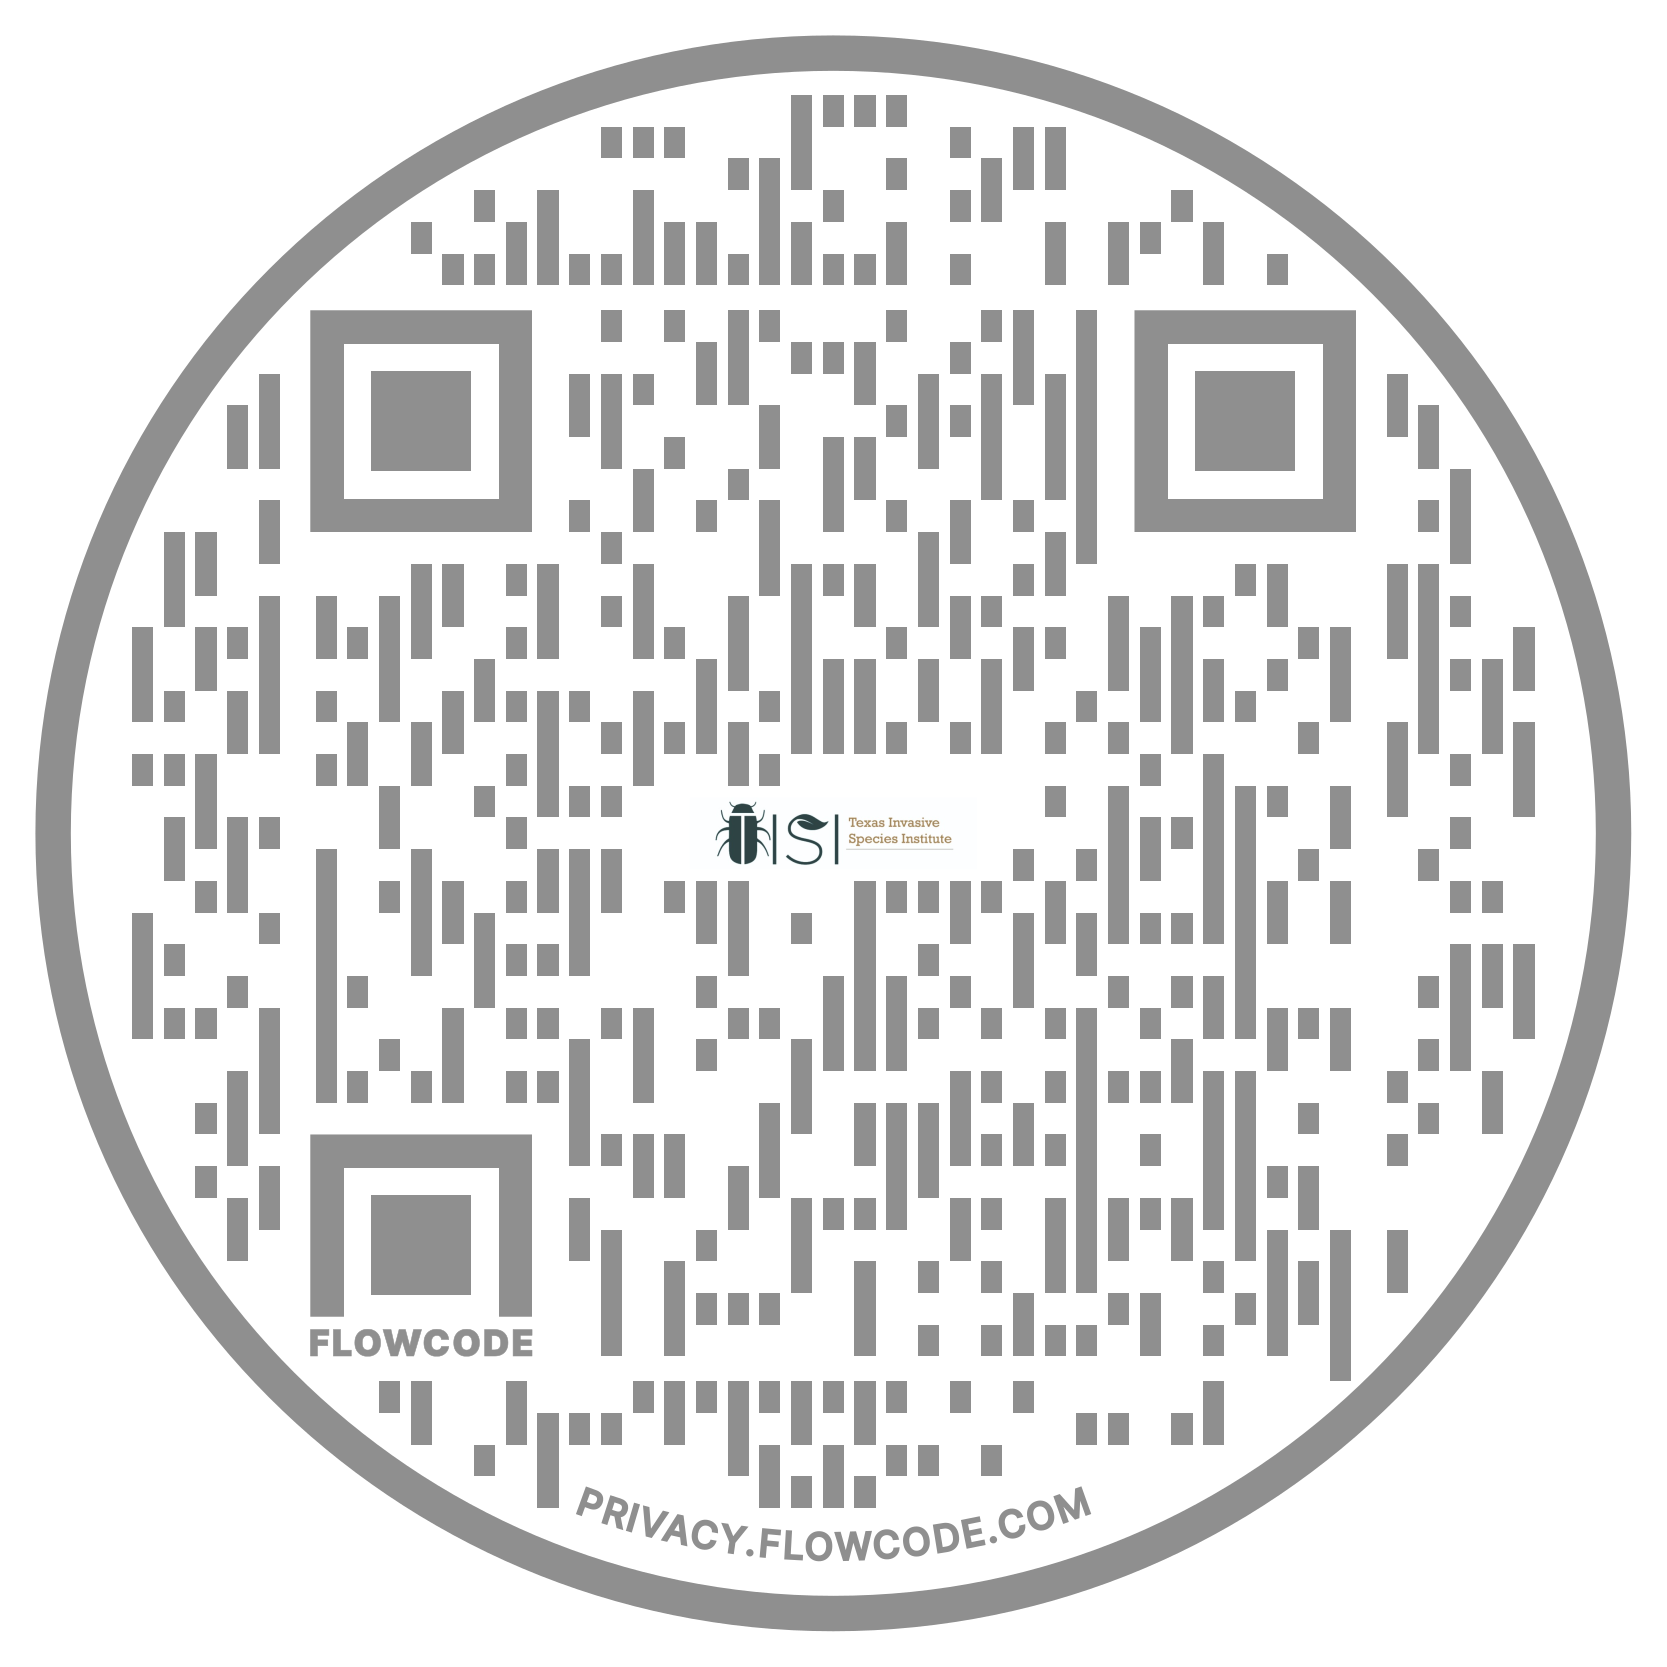 Texas Invasive
Species Institute
FLOWCODE
PRIVACY.FLOWCODE.COM